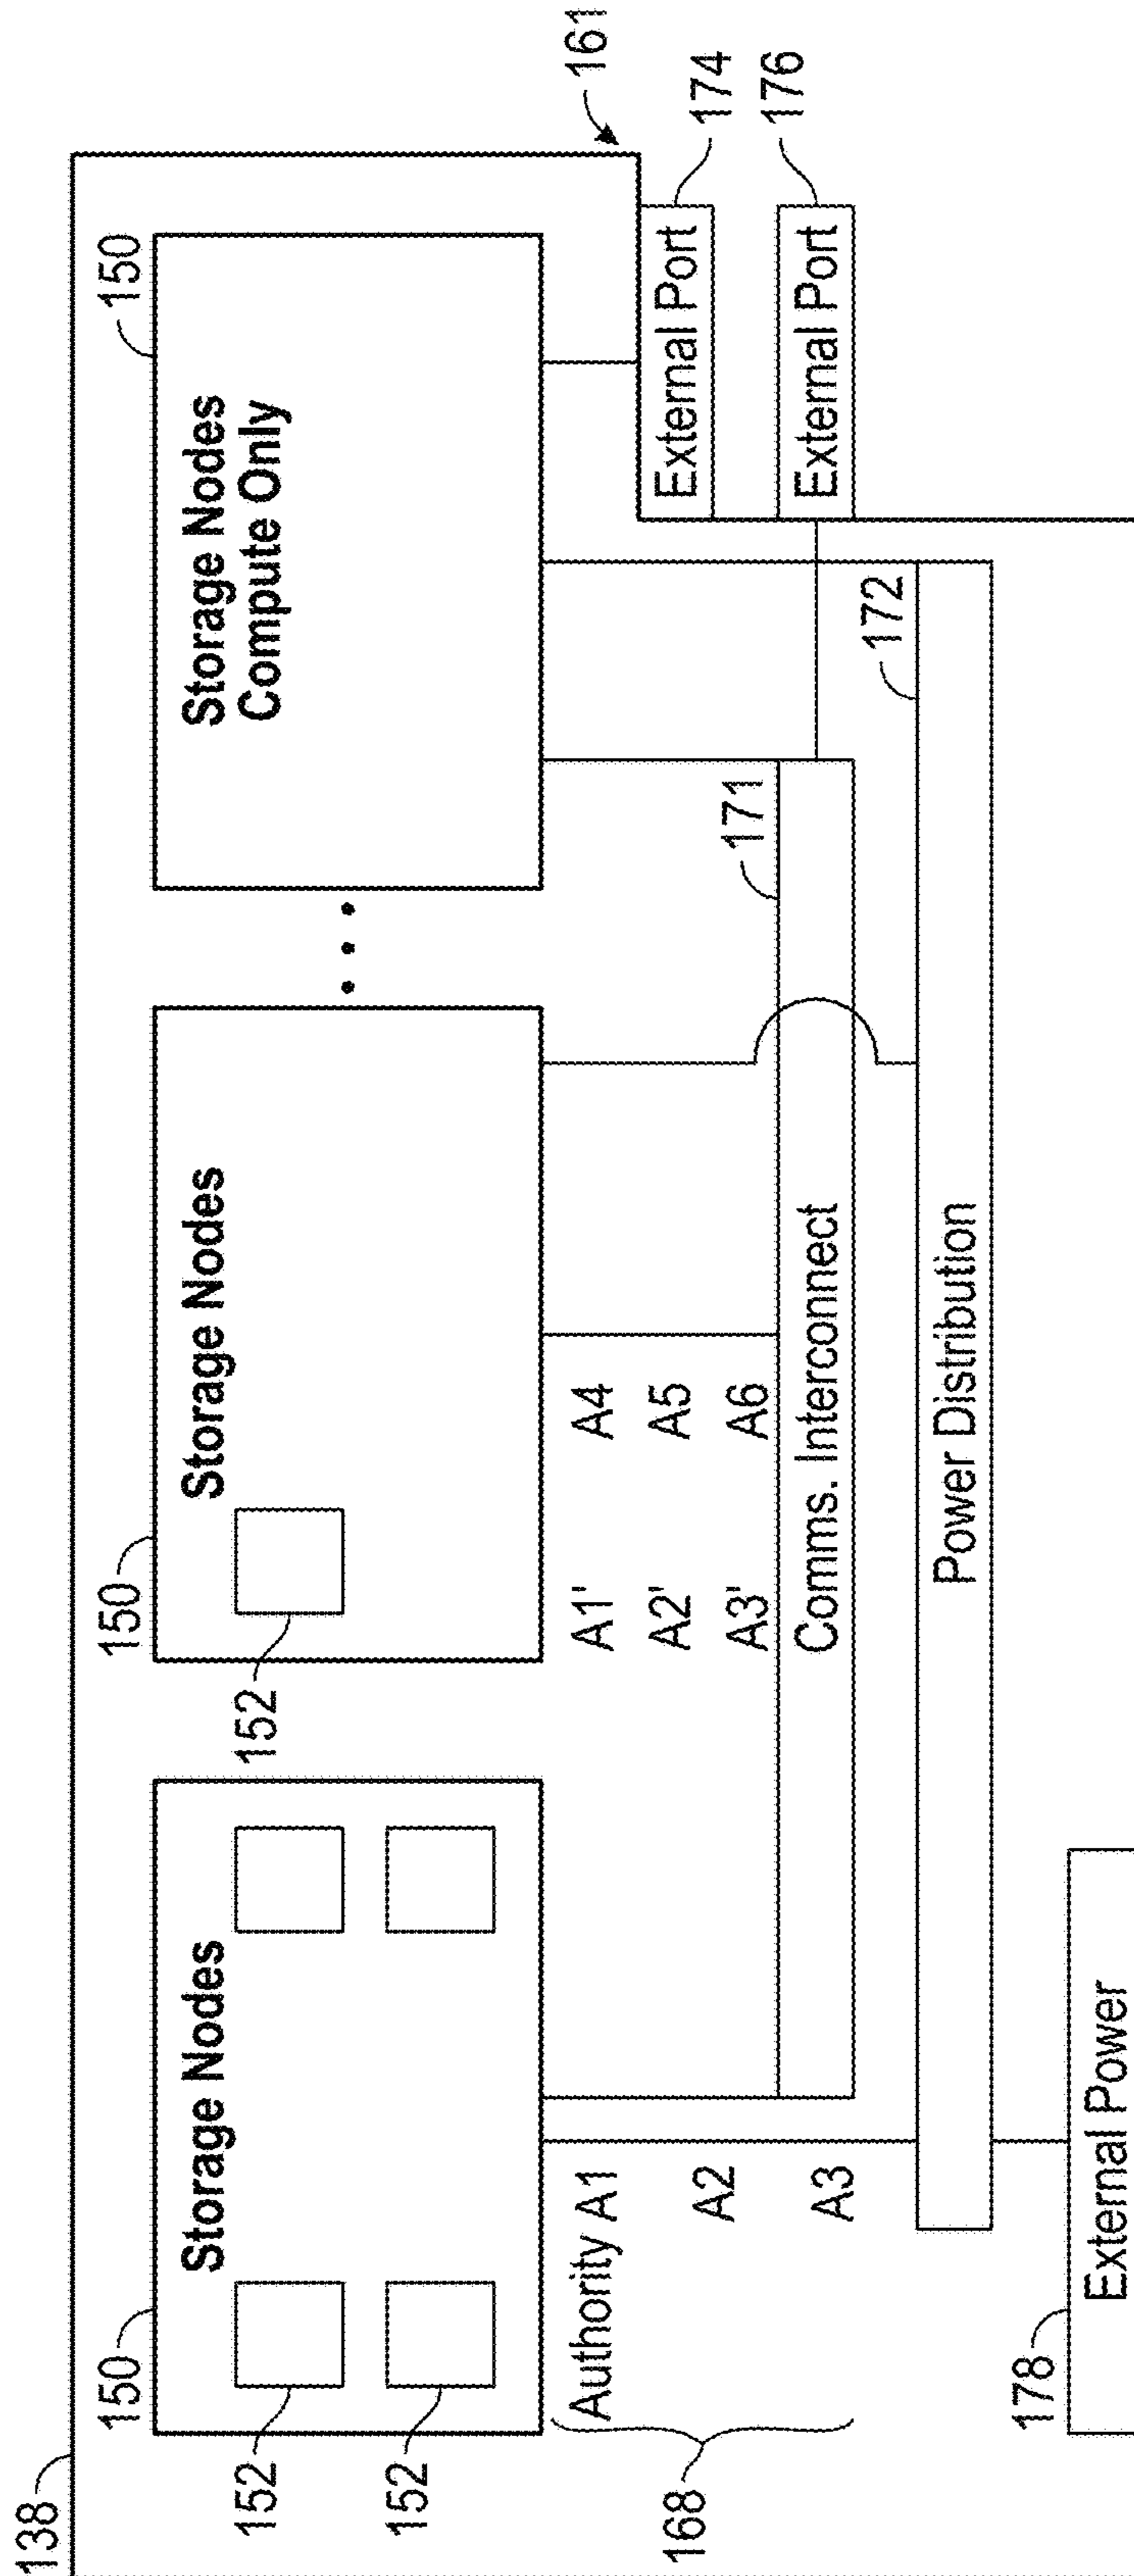 138
161
150
150
150
Storage Nodes
Storage Nodes
Storage Nodes
Compute Only
152
152
152
168
Authority A1
A2
A3
A1'
A4
A2'
A5
A3'
A6
171
Comms. Interconnect
External Port
174
External Port
176
172
Power Distribution
178
External Power